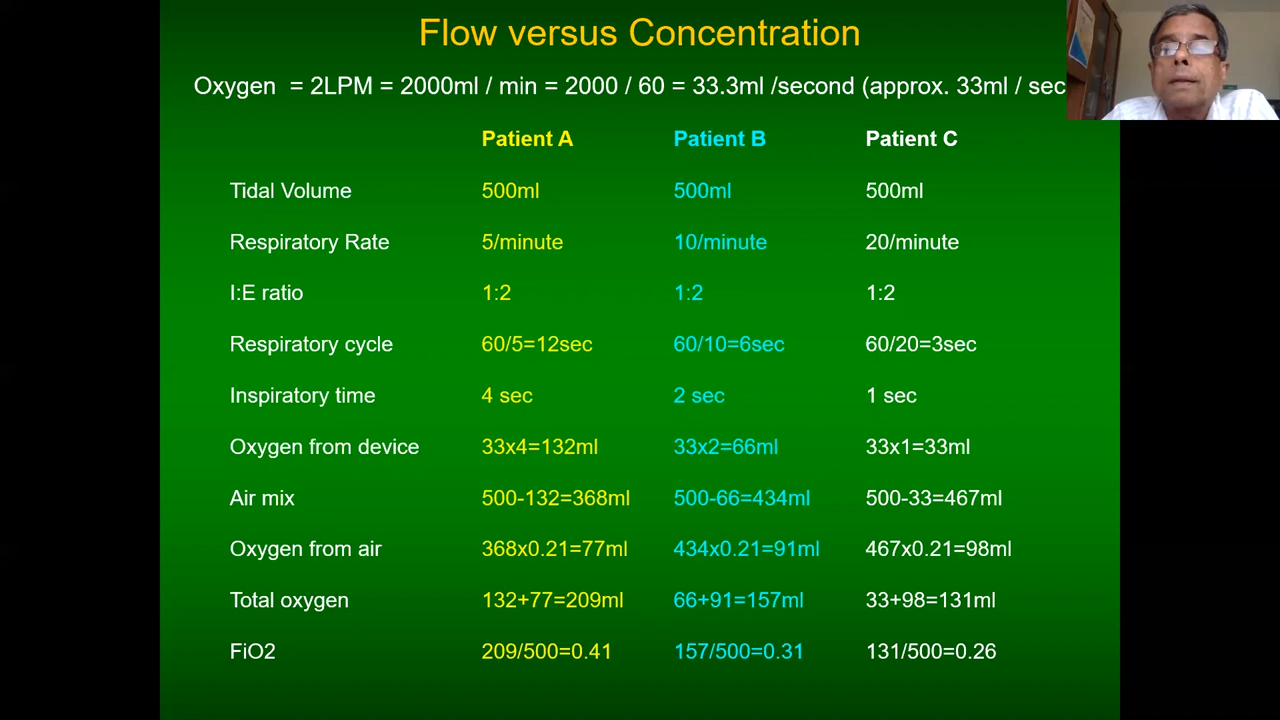 Flow versus Concentration
Oxygen = 2LPM = 2000ml / min = 2000 / 60 = 33.3ml /second (approx. 33ml / sec
Patient A Patient B Patient C
Tidal Volume 500ml 500ml 500ml
Respiratory Rate 5/minute 10/minute 20/minute
I:E ratio 1:2 1:2 1:2
Respiratory cycle 60/5=12sec 60/10=6sec 60/20=3sec
Inspiratory time 4 sec 2 sec 1 sec
Oxygen from device 33x4=132ml 33x2=66ml 33x1=33ml
Air mix 500-132=368ml 500-66=434ml 500-33=467ml
Oxygen from air 368x0.21=77ml 434x0.21=91ml 467x0.21=98ml
Total oxygen 132+77=209ml 66+91=157ml 33+98=131ml
FiO2 209/500=0.41 157/500=0.31 131/500=0.26